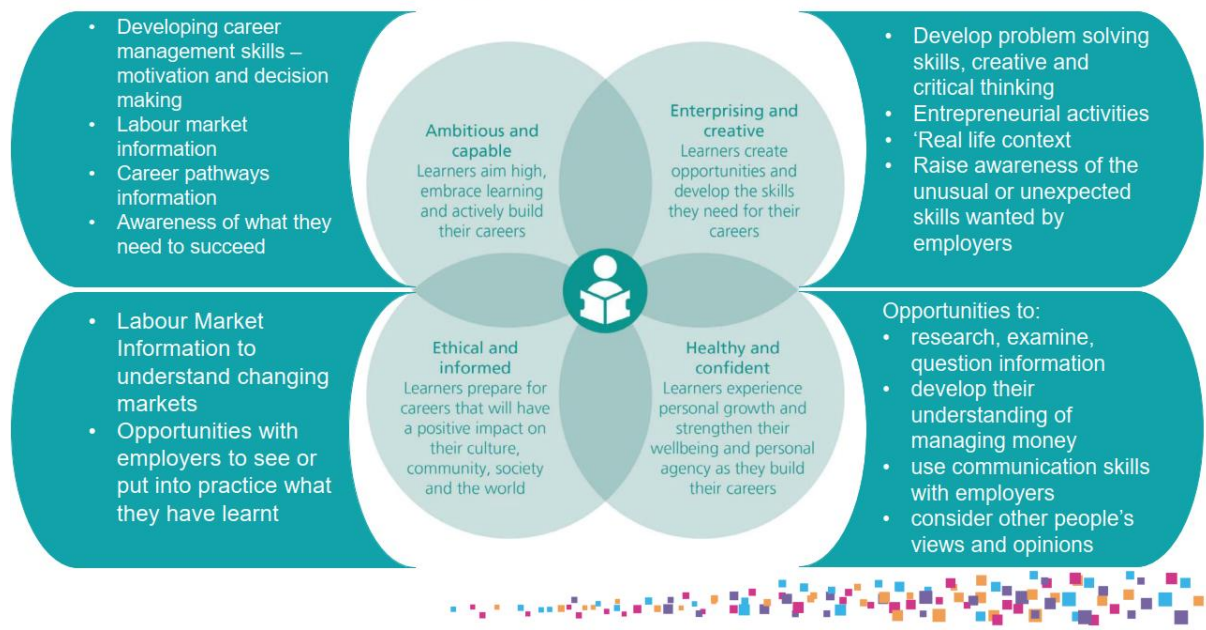 • Developing career
management skills –
motivation and decision
making
• Labour market
information
• Career pathways
information
• Awareness of what they
need to succeed
Ambitious and
capable
Learners aim high,
embrace learning
and actively build
their careers
Enterprising and
creative
Learners create
opportunities and
develop the skills
they need for their
careers
• Develop problem solving
skills, creative and
critical thinking
• Entrepreneurial activities
• ‘Real life context
• Raise awareness of the
unusual or unexpected
skills wanted by
employers
• Labour Market
Information to
understand changing
markets
• Opportunities with
employers to see or
put into practice what
they have learnt
Ethical and
informed
Learners prepare for
careers that will have
a positive impact on
their culture,
community, society
and the world
Healthy and
confident
Learners experience
personal growth and
strengthen their
wellbeing and personal
agency as they build
their careers
Opportunities to:
• research, examine,
question information
• develop their
understanding of
managing money
• use communication skills
with employers
• consider other people’s
views and opinions